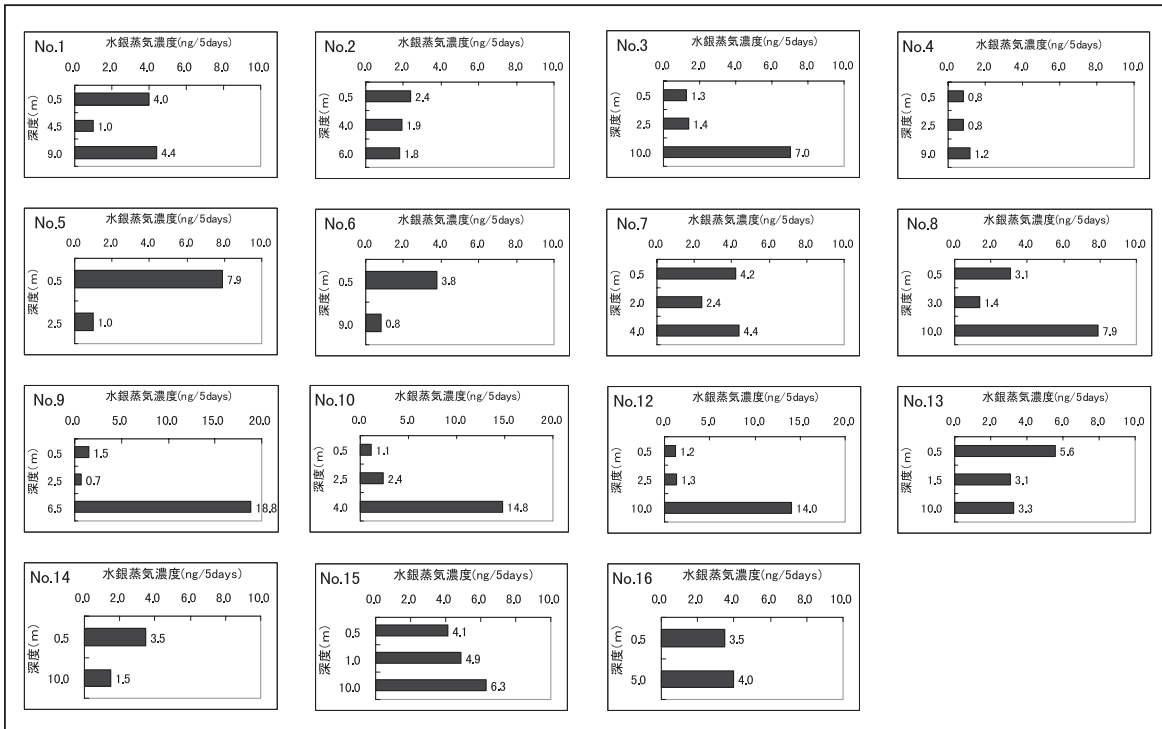 No.1
水銀蒸気濃度(ng/5days)
0.0 2.0 4.0 6.0 8.0 10.0
深度(m)
0.5 4.0
4.5 1.0
9.0 4.4
No.2
水銀蒸気濃度(ng/5days)
0.0 2.0 4.0 6.0 8.0 10.0
深度(m)
0.5 2.4
4.0 1.9
6.0 1.8
No.3
水銀蒸気濃度(ng/5days)
0.0 2.0 4.0 6.0 8.0 10.0
深度(m)
0.5 1.3
2.5 1.4
10.0 7.0
No.4
水銀蒸気濃度(ng/5days)
0.0 2.0 4.0 6.0 8.0 10.0
深度(m)
0.5 0.8
2.5 0.8
9.0 1.2
No.5
水銀蒸気濃度(ng/5days)
0.0 2.0 4.0 6.0 8.0 10.0
深度(m)
0.5 7.9
2.5 1.0
No.6
水銀蒸気濃度(ng/5days)
0.0 2.0 4.0 6.0 8.0 10.0
深度(m)
0.5 3.8
9.0 0.8
No.7
水銀蒸気濃度(ng/5days)
0.0 2.0 4.0 6.0 8.0 10.0
深度(m)
0.5 4.2
2.0 2.4
4.0 4.4
No.8
水銀蒸気濃度(ng/5days)
0.0 2.0 4.0 6.0 8.0 10.0
深度(m)
0.5 3.1
3.0 1.4
10.0 7.9
No.9
水銀蒸気濃度(ng/5days)
0.0 5.0 10.0 15.0 20.0
深度(m)
0.5 1.5
2.5 0.7
6.5 18.8
No.10
水銀蒸気濃度(ng/5days)
0.0 5.0 10.0 15.0 20.0
深度(m)
0.5 1.1
2.5 2.4
4.0 14.8
No.12
水銀蒸気濃度(ng/5days)
0.0 5.0 10.0 15.0 20.0
深度(m)
0.5 1.2
2.5 1.3
10.0 14.0
No.13
水銀蒸気濃度(ng/5days)
0.0 2.0 4.0 6.0 8.0 10.0
深度(m)
0.5 5.6
1.5 3.1
10.0 3.3
No.14
水銀蒸気濃度(ng/5days)
0.0 2.0 4.0 6.0 8.0 10.0
深度(m)
0.5 3.5
10.0 1.5
No.15
水銀蒸気濃度(ng/5days)
0.0 2.0 4.0 6.0 8.0 10.0
深度(m)
0.5 4.1
1.0 4.9
10.0 6.3
No.16
水銀蒸気濃度(ng/5days)
0.0 2.0 4.0 6.0 8.0 10.0
深度(m)
0.5 3.5
5.0 4.0